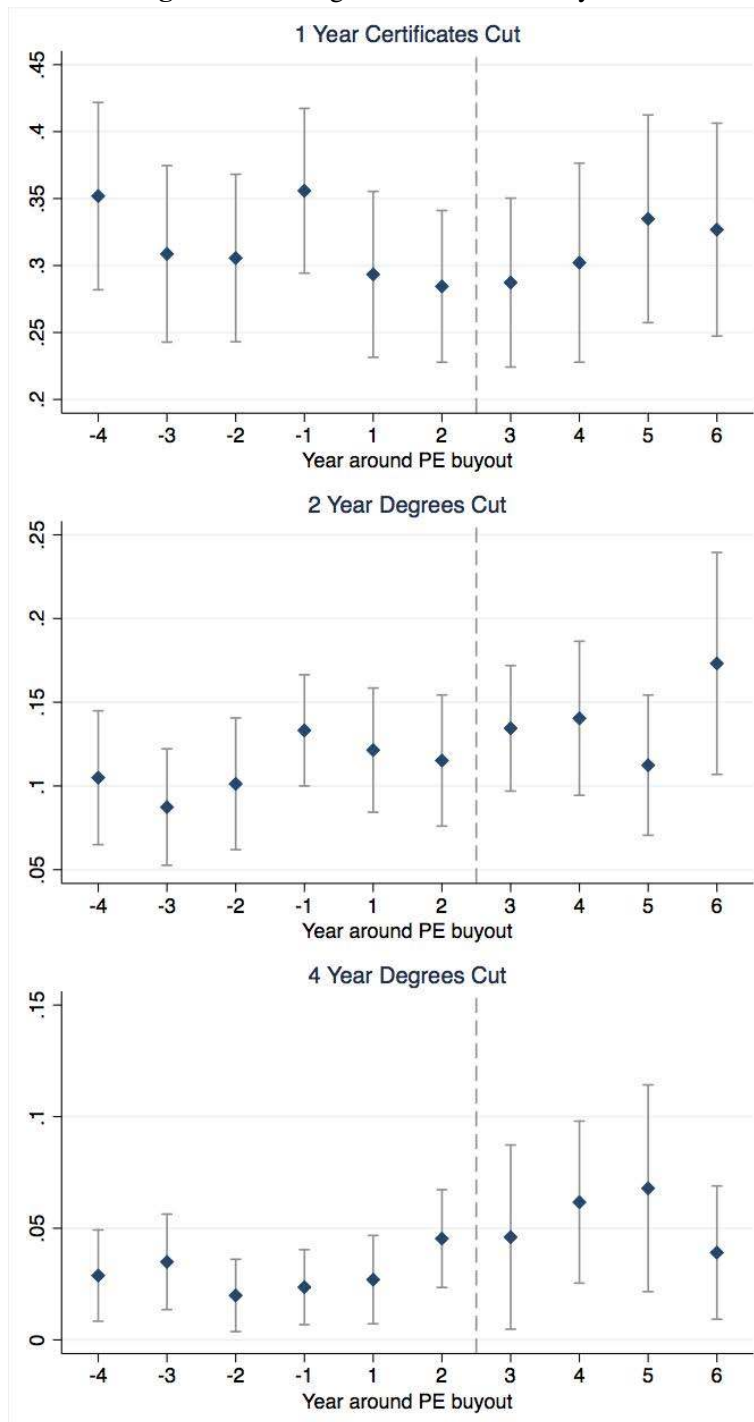 1 Year Certificates Cut
.45
.4
.35
.3
.25
.2
-4 -3 -2 -1 1 2 3 4 5 6
Year around PE buyout
2 Year Degrees Cut
.25
.2
.15
.1
.05
-4 -3 -2 -1 1 2 3 4 5 6
Year around PE buyout
4 Year Degrees Cut
.15
.1
.05
0
-4 -3 -2 -1 1 2 3 4 5 6
Year around PE buyout